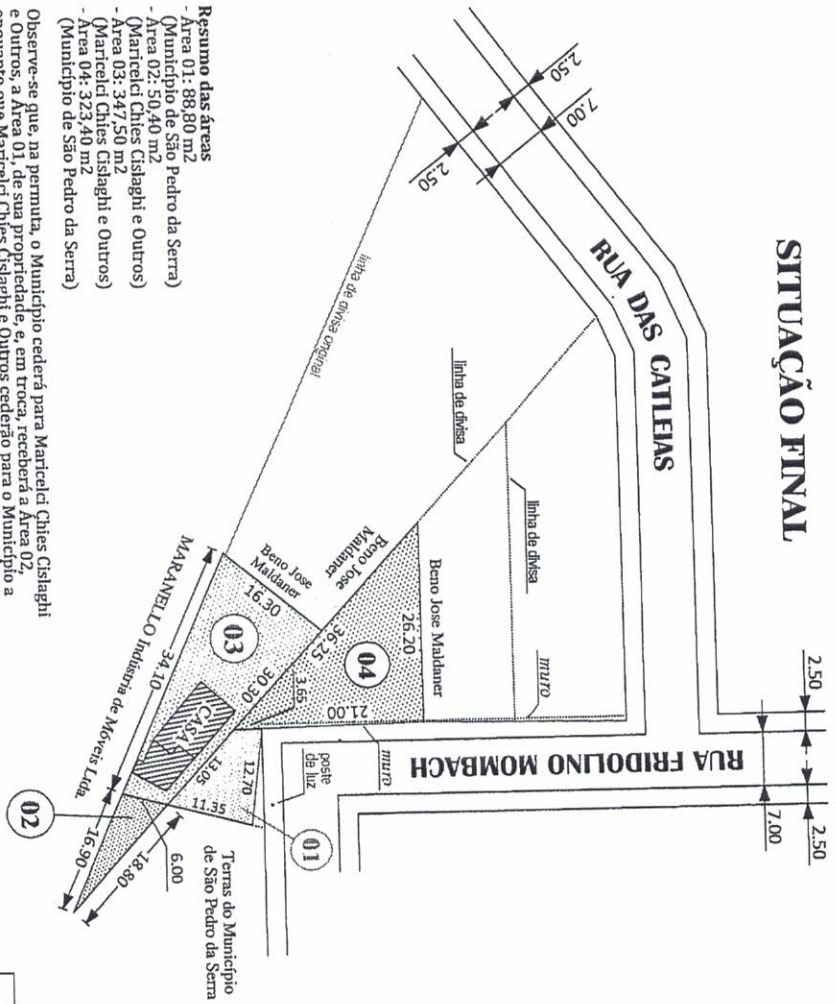 SITUAÇÃO FINAL
2.50
7.00
2.50
RUA DAS CATLEIAS
2.50
7.00
2.50
RUA FRIDOLINO MOMBACH
linha de divisa original
linha de divisa
linha de divisa
muro
muro
poste
de luz
Beno Jose Maldaner
26.20
Beno Jose
Maldaner
36.25
04
21.00
3.65
Beno Jose
Maldaner
16.30
03
30.30
CASA
13.05
12.70
11.35
01
34.10
MARANELLO Indústria de Móveis Ltda.
16.90
18.80
6.00
02
Terras do Município
de São Pedro da Serra
Resumo das áreas
- Área 01: 88,80 m2
(Município de São Pedro da Serra)
- Área 02: 50,40 m2
(Maricelci Chies Cislaghi e Outros)
- Área 03: 347,50 m2
(Maricelci Chies Cislaghi e Outros)
- Área 04: 323,40 m2
(Município de São Pedro da Serra)
Observe-se que, na permuta, o Município cederá para Maricelci Chies Cislaghi
e Outros, a Área 01, de sua propriedade, e, em troca, receberá a Área 02,
enquanto que Maricelci Chies Cislaghi e Outros cederão para o Município a